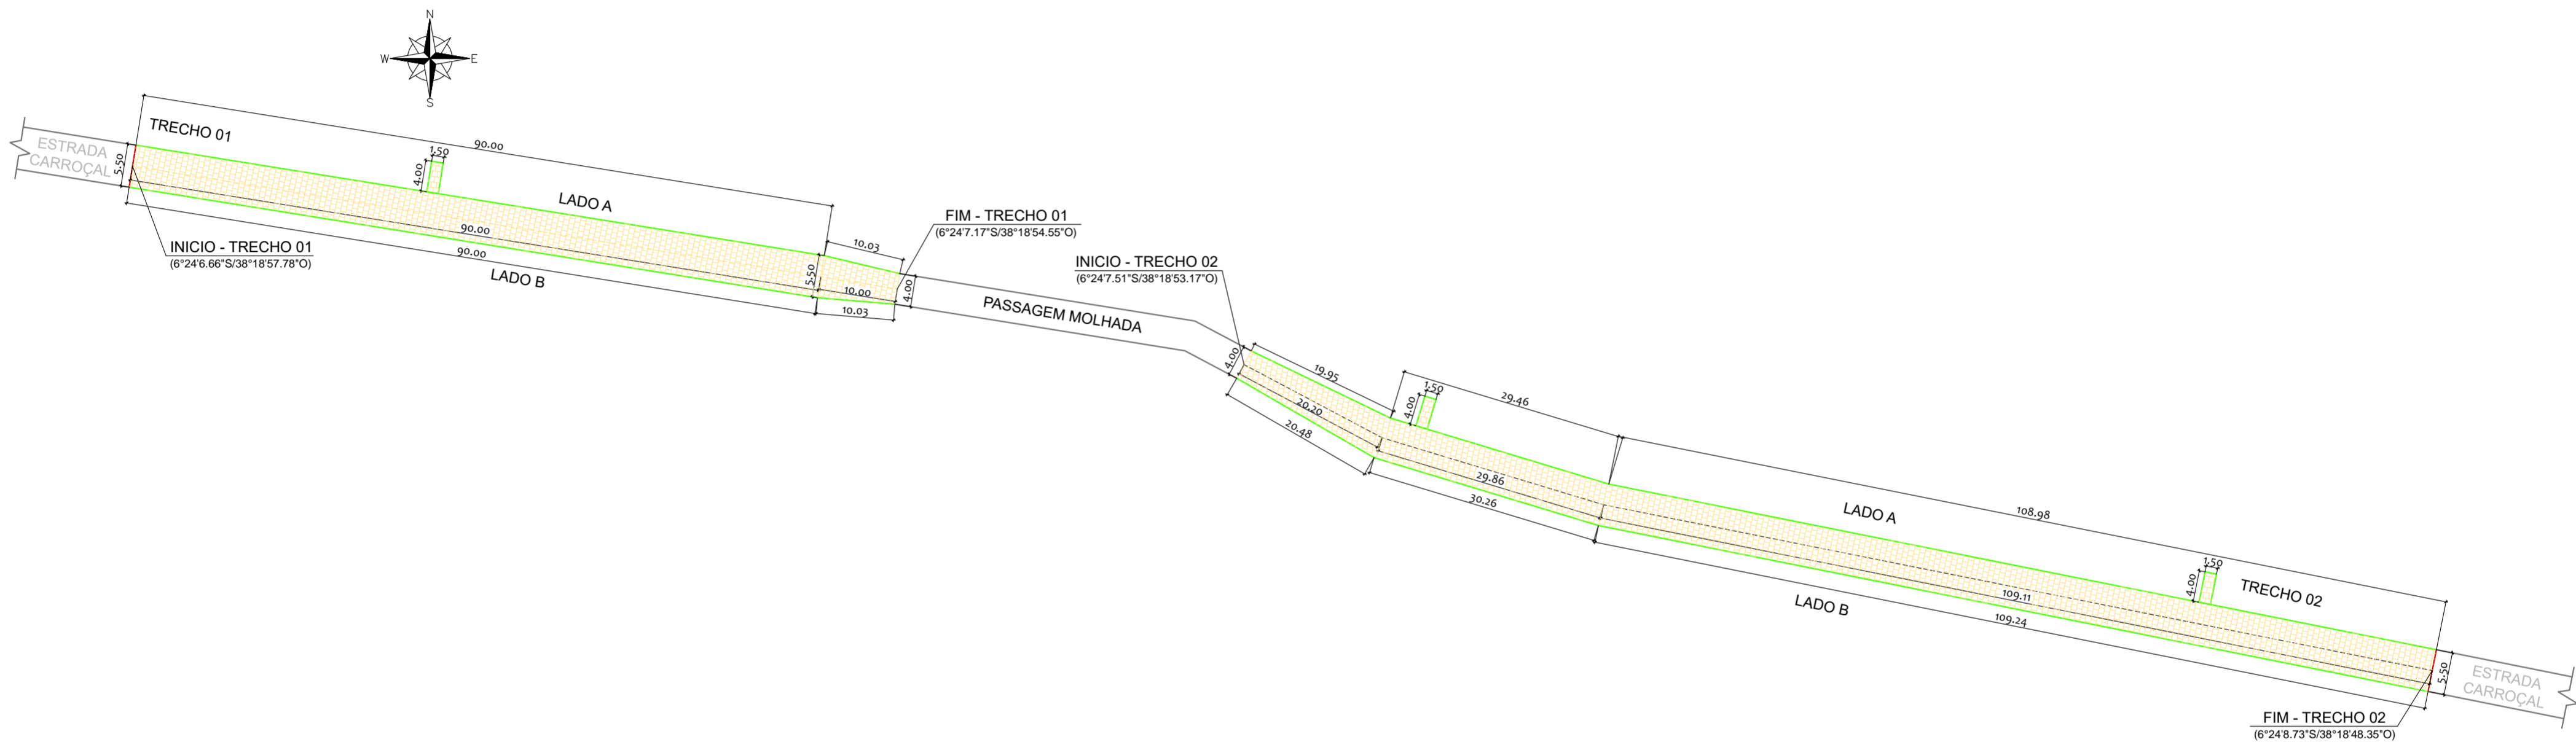 N
W
E
S
TRECHO 01
90.00
ESTRADA
CARROÇAL
5.50
1.50
4.00
LADO A
90.00
90.00
LADO B
INICIO - TRECHO 01
(6°24'6.66"S/38°18'57.78"O)
FIM - TRECHO 01
(6°24'7.17"S/38°18'54.55"O)
10.03
5.50
10.00
4.00
10.03
PASSAGEM MOLHADA
INICIO - TRECHO 02
(6°24'7.51"S/38°18'53.17"O)
4.00
19.95
20.20
20.48
1.50
4.00
29.46
29.86
30.26
LADO A
108.98
109.11
109.24
LADO B
1.50
4.00
TRECHO 02
5.50
ESTRADA
CARROÇAL
FIM - TRECHO 02
(6°24'8.73"S/38°18'48.35"O)